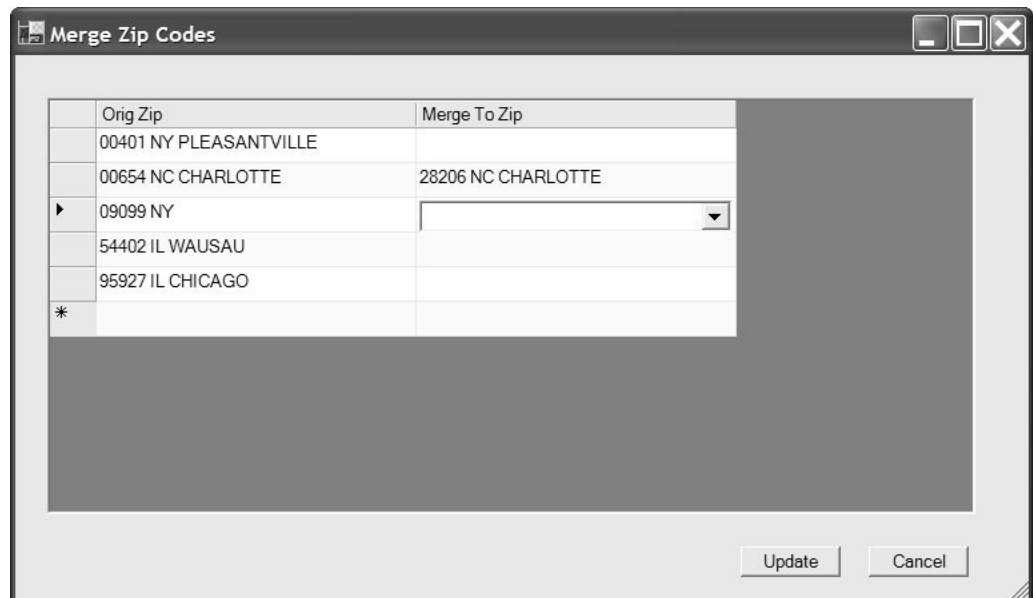 Merge Zip Codes
Orig Zip Merge To Zip
00401 NY PLEASANTVILLE
00654 NC CHARLOTTE 28206 NC CHARLOTTE
09099 NY
54402 IL WAUSAU
95927 IL CHICAGO
*
Update Cancel